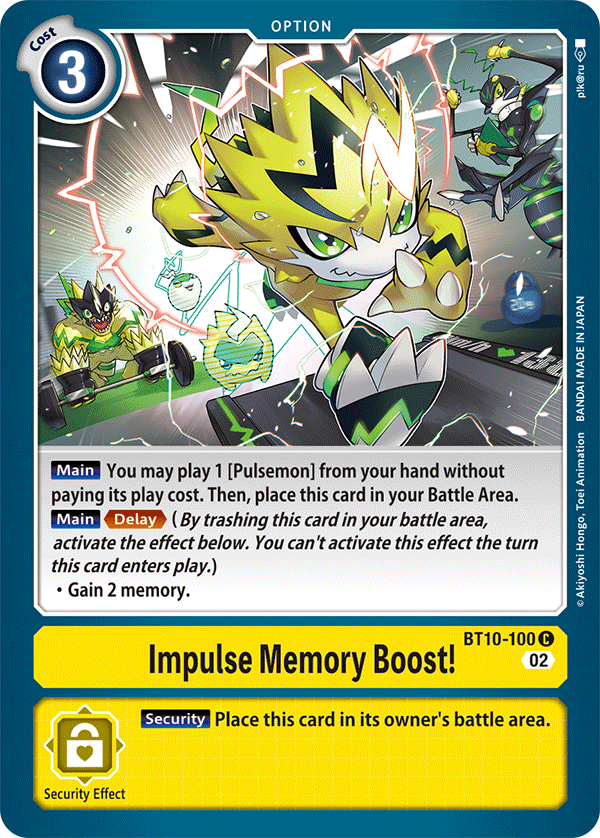 OPTION
Cost
3
p!k@ru
Main You may play 1 [Pulsemon] from your hand without
paying its play cost. Then, place this card in your Battle Area.
Main Delay (By trashing this card in your battle area,
activate the effect below. You can't activate this effect the turn
this card enters play.)
・Gain 2 memory.
© Akiyoshi Hongo, Toei Animation BANDAI MADE IN JAPAN
BT10-100 C
Impulse Memory Boost!
02
Security Place this card in its owner's battle area.
Security Effect